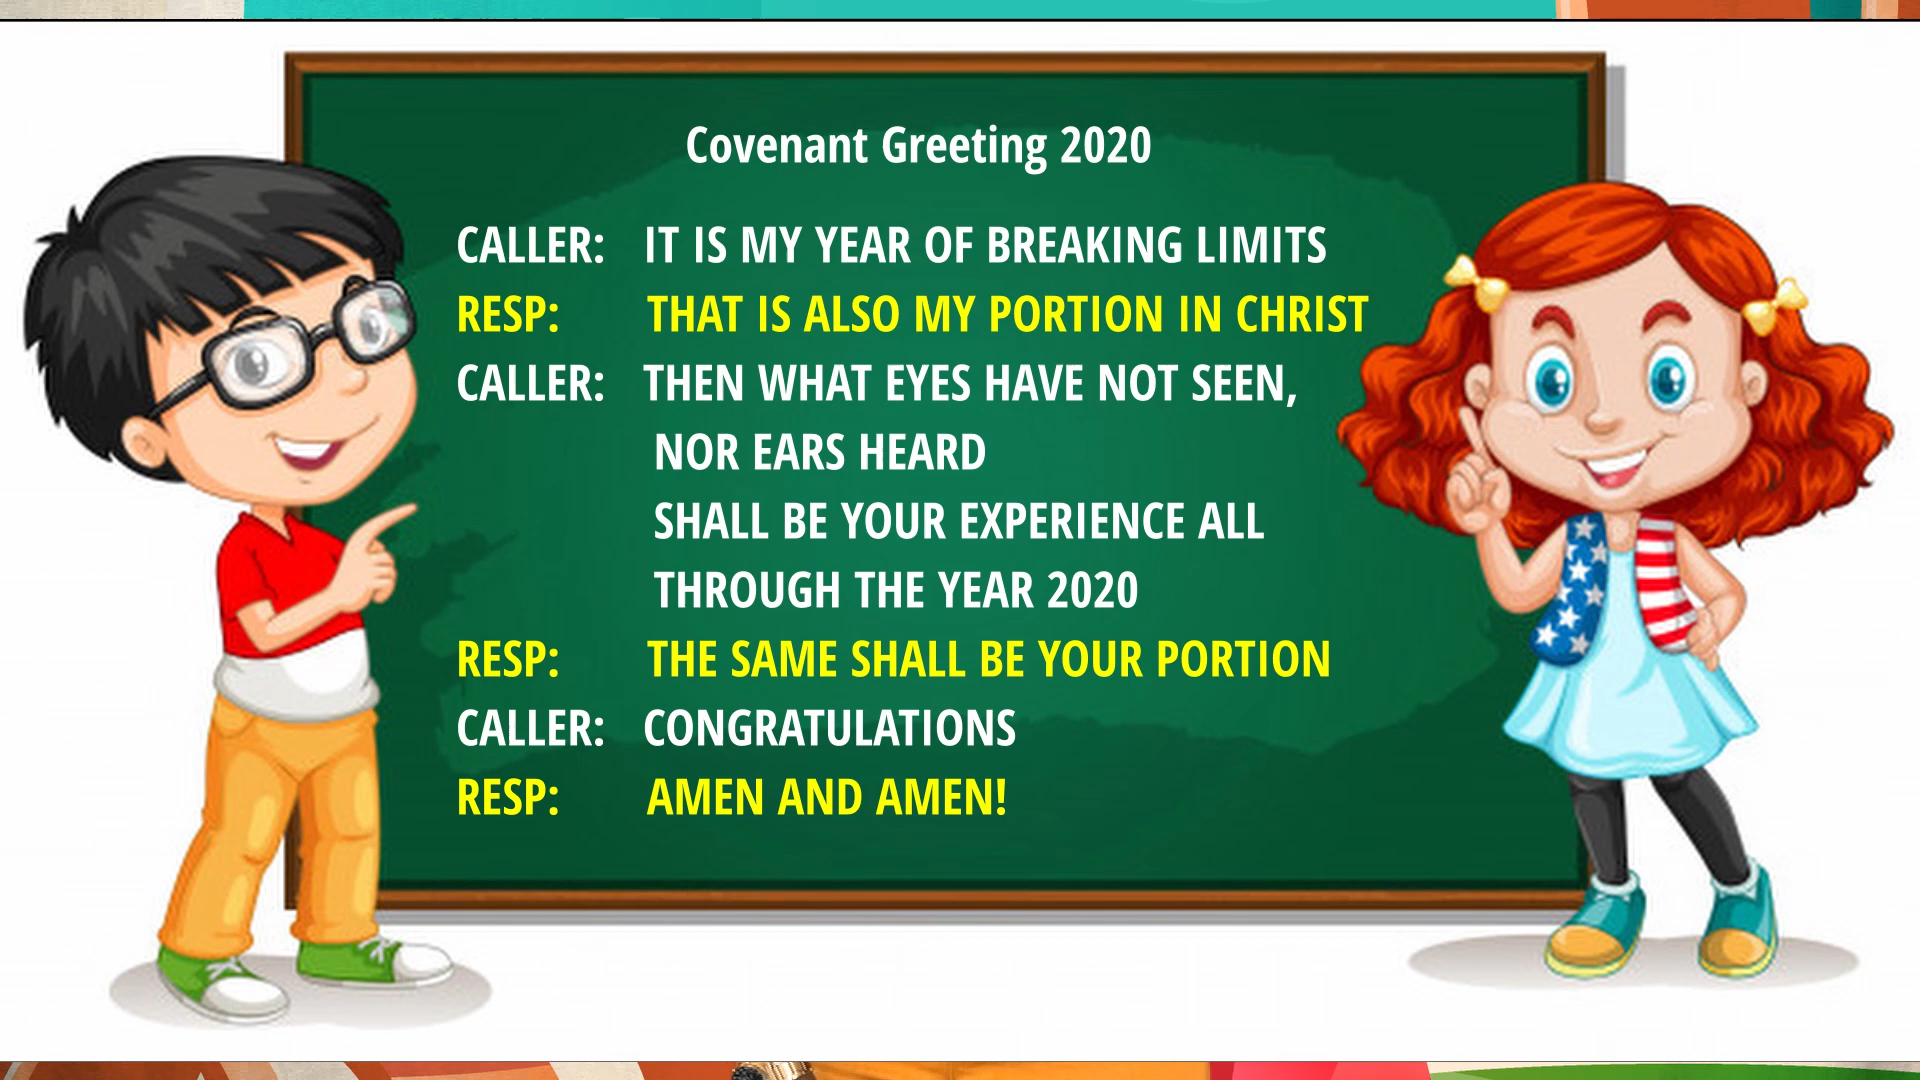 Covenant Greeting 2020
CALLER: IT IS MY YEAR OF BREAKING LIMITS
RESP: THAT IS ALSO MY PORTION IN CHRIST
CALLER: THEN WHAT EYES HAVE NOT SEEN,
NOR EARS HEARD
SHALL BE YOUR EXPERIENCE ALL
THROUGH THE YEAR 2020
RESP: THE SAME SHALL BE YOUR PORTION
CALLER: CONGRATULATIONS
RESP: AMEN AND AMEN!